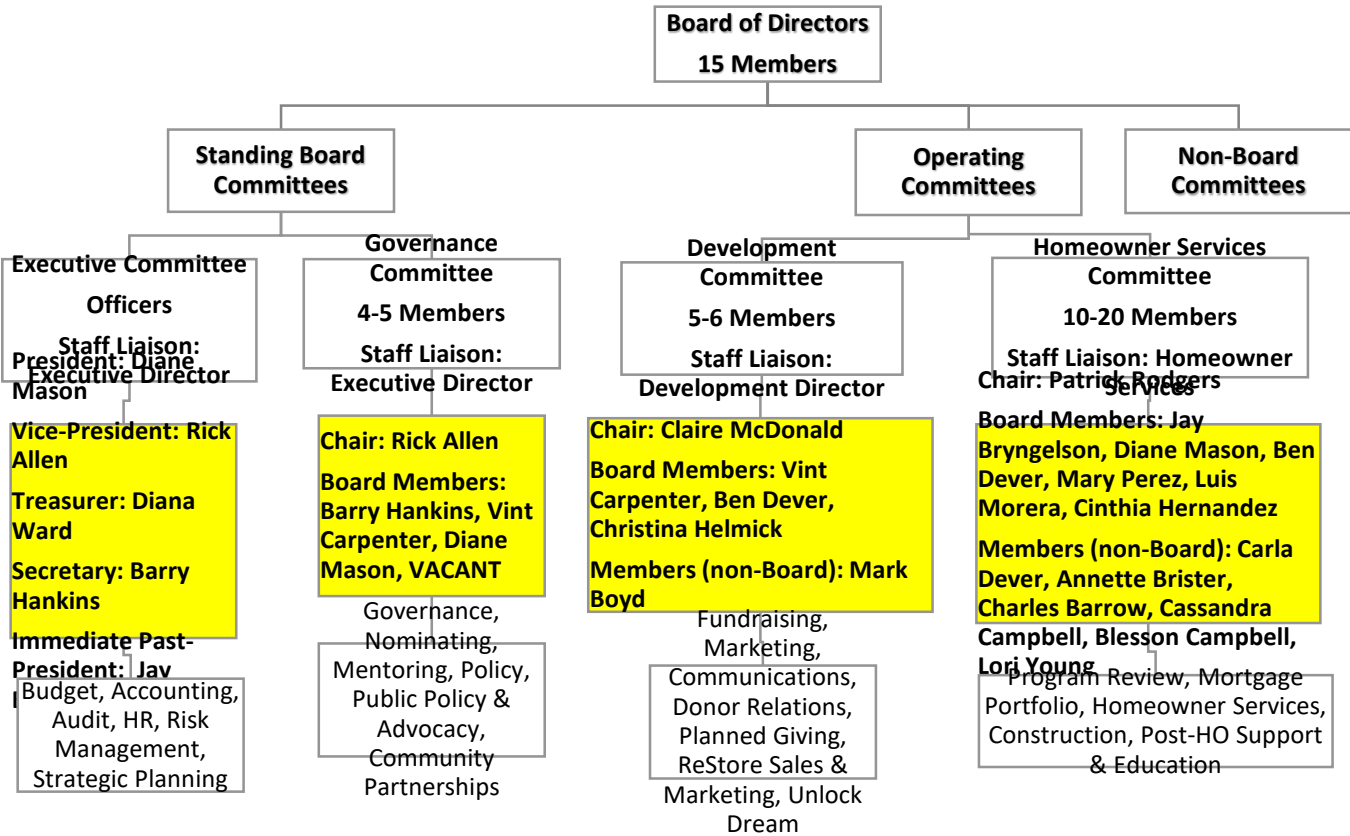 Board of Directors
15 Members
Standing Board
Committees
Operating
Committees
Non-Board
Committees
Executive Committee
Officers
Staff Liaison:
Executive Director
Governance
Committee
4-5 Members
Staff Liaison:
Executive Director
Development
Committee
5-6 Members
Staff Liaison:
Development Director
Homeowner Services
Committee
10-20 Members
Staff Liaison: Homeowner
Services
President: Diane
Mason
Vice-President: Rick
Allen
Treasurer: Diana
Ward
Secretary: Barry
Hankins
Immediate Past-
President: Jay
Chair: Rick Allen
Board Members:
Barry Hankins, Vint
Carpenter, Diane
Mason, VACANT
Chair: Claire McDonald
Board Members: Vint
Carpenter, Ben Dever,
Christina Helmick
Members (non-Board): Mark
Boyd
Chair: Patrick Rodgers
Board Members: Jay
Bryngelson, Diane Mason, Ben
Dever, Mary Perez, Luis
Morera, Cinthia Hernandez
Members (non-Board): Carla
Dever, Annette Brister,
Charles Barrow, Cassandra
Campbell, Blesson Campbell,
Lori Young
Budget, Accounting,
Audit, HR, Risk
Management,
Strategic Planning
Governance,
Nominating,
Mentoring, Policy,
Public Policy &
Advocacy,
Community
Partnerships
Fundraising,
Marketing,
Communications,
Donor Relations,
Planned Giving,
ReStore Sales &
Marketing, Unlock
Dream
Program Review, Mortgage
Portfolio, Homeowner Services,
Construction, Post-HO Support
& Education